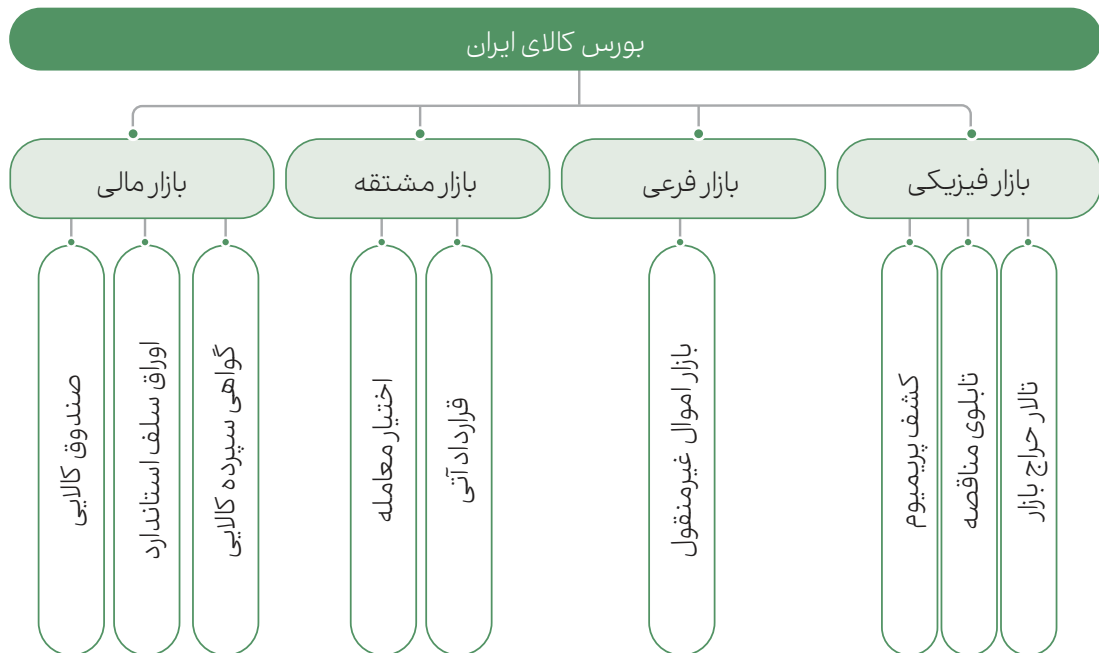 بورس کالای ایران
بازار فیزیکی
بازار فرعی
بازار مشتقه
بازار مالی
تالار حراج بازار
تابلوی مناقصه
کشف پریمیوم
بازار اموال غیرمنقول
قرارداد آتی
اختیار معامله
گواهی سپرده کالایی
اوراق سلف استاندارد
صندوق کالایی